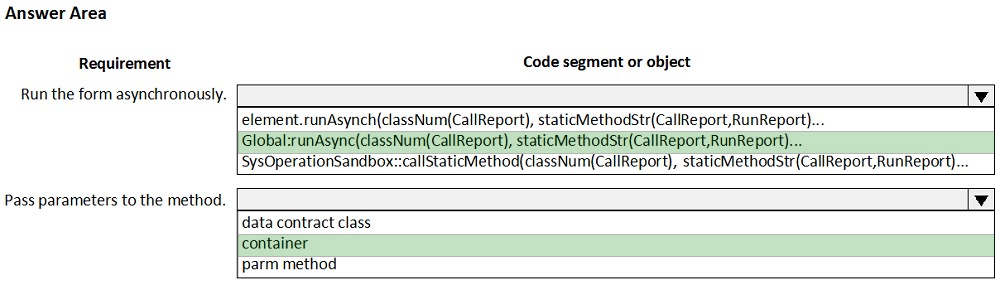 Answer Area
Requirement
Code segment or object
Run the form asynchronously.
element.runAsynch(classNum(CallReport), staticMethodStr(CallReport,RunReport)...
Global:runAsync(classNum(CallReport), staticMethodStr(CallReport,RunReport)...
SysOperationSandbox::callStaticMethod(classNum(CallReport), staticMethodStr(CallReport,RunReport)...
Pass parameters to the method.
data contract class
container
parm method